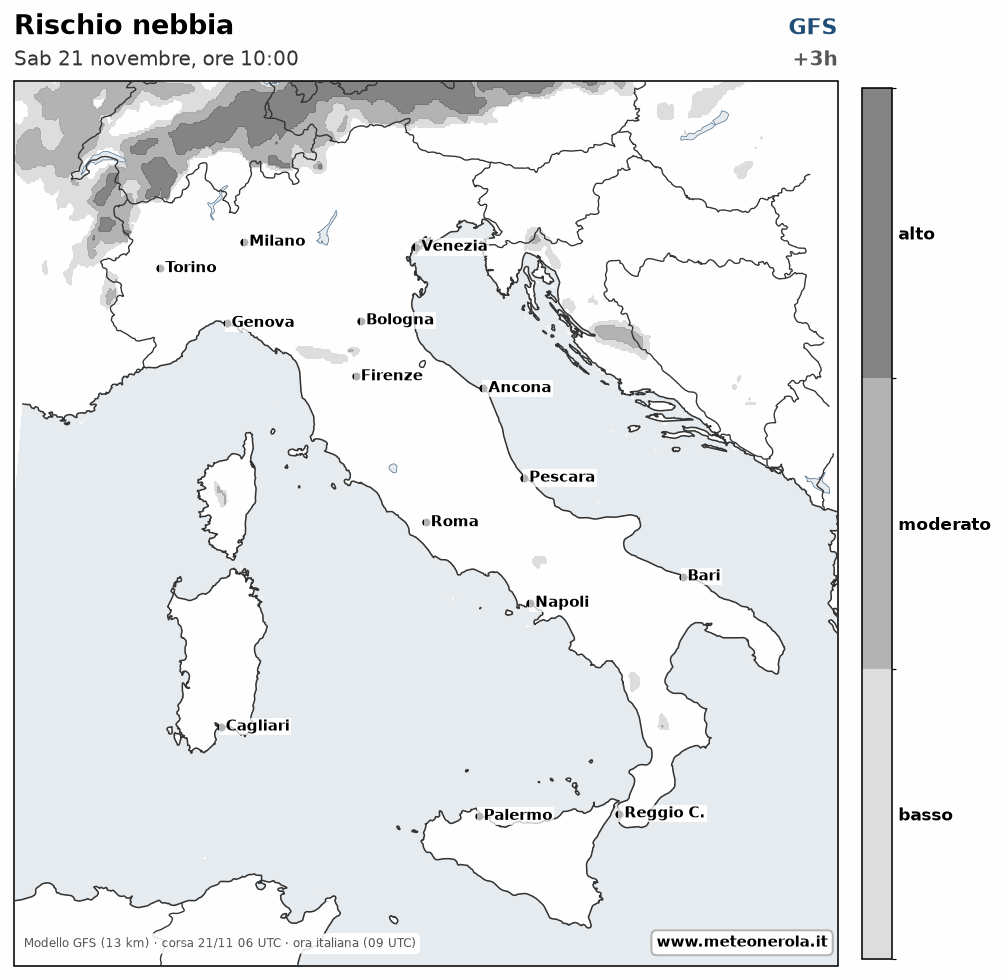 Rischio nebbia
GFS
Sab 21 novembre, ore 10:00
+3h
alto
Milano
Venezia
Torino
Genova
Bologna
Firenze
Ancona
Pescara
Roma
moderato
Bari
Napoli
Cagliari
Palermo
Reggio C.
basso
Modello GFS (13 km) · corsa 21/11 06 UTC · ora italiana (09 UTC)
www.meteonerola.it